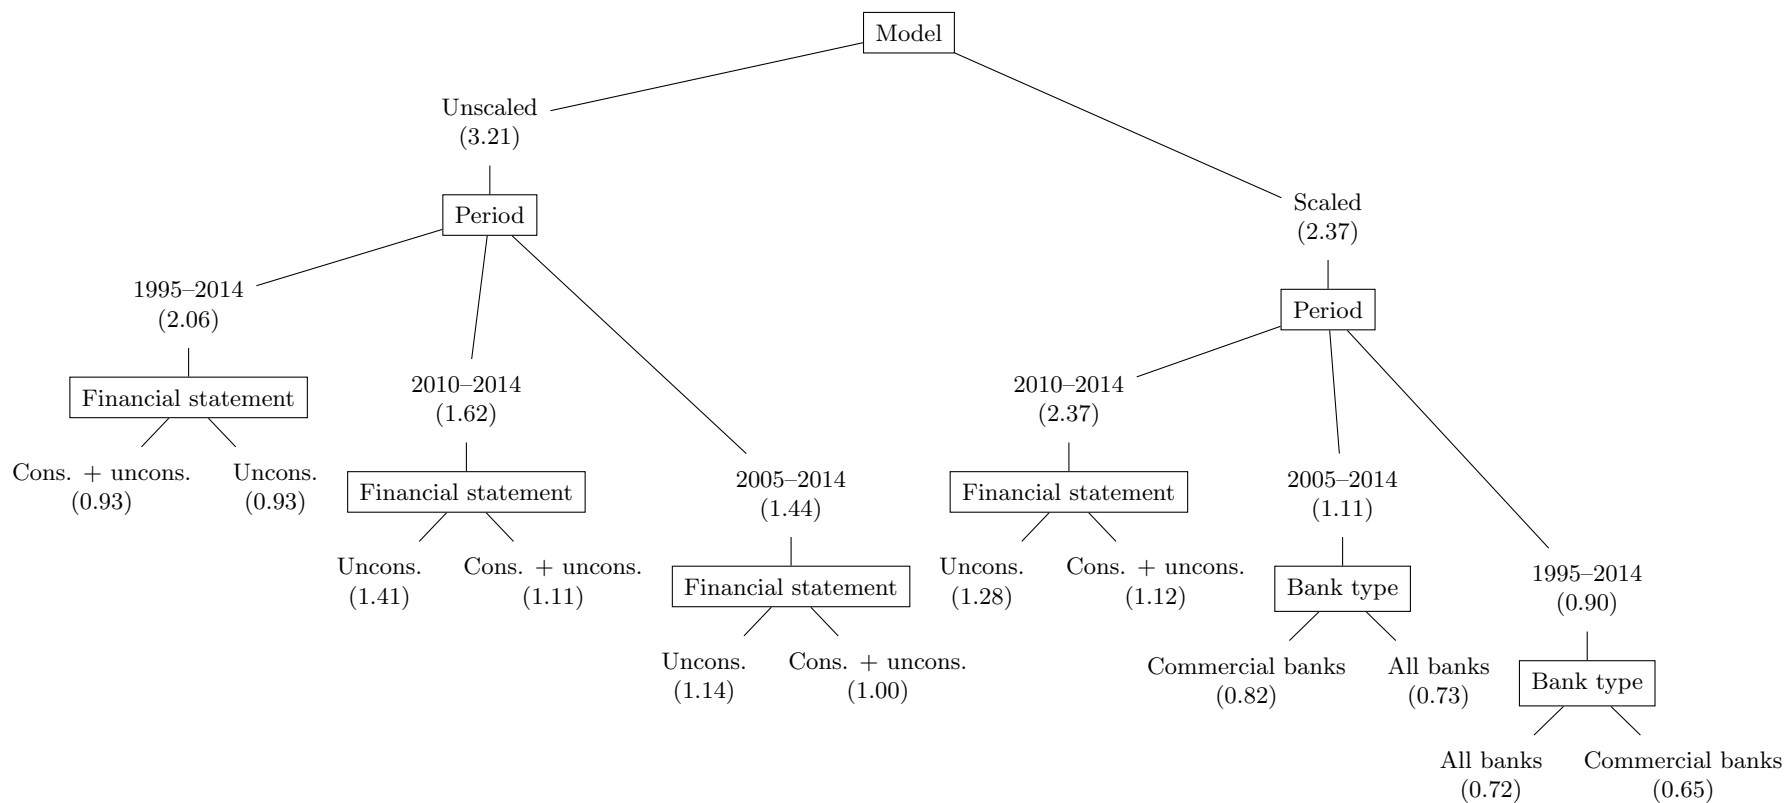 Model
Unscaled
(3.21)
Scaled
(2.37)
Period
Period
1995–2014
(2.06)
2010–2014
(1.62)
2005–2014
(1.44)
2010–2014
(2.37)
2005–2014
(1.11)
1995–2014
(0.90)
Financial statement
Cons. + uncons.
(0.93)
Uncons.
(0.93)
Financial statement
Uncons.
(1.41)
Cons. + uncons.
(1.11)
Financial statement
Uncons.
(1.14)
Cons. + uncons.
(1.00)
Financial statement
Uncons.
(1.28)
Cons. + uncons.
(1.12)
Bank type
Commercial banks
(0.82)
All banks
(0.73)
Bank type
All banks
(0.72)
Commercial banks
(0.65)